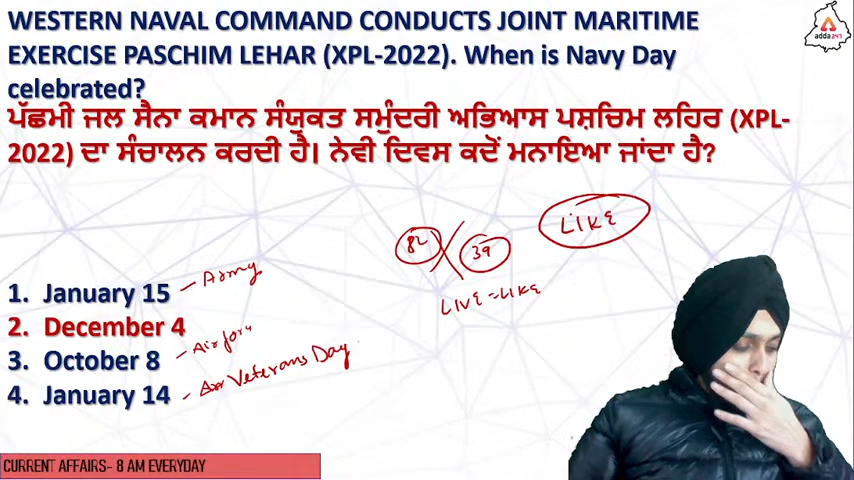 WESTERN NAVAL COMMAND CONDUCTS JOINT MARITIME
EXERCISE PASCHIM LEHAR (XPL-2022). When is Navy Day
celebrated?
ਪੱਛਮੀ ਜਲ ਸੈਨਾ ਕਮਾਨ ਸੰਯੁਕਤ ਸਮੁੰਦਰੀ ਅਭਿਆਸ ਪਸ਼ਚਿਮ ਲਹਿਰ (XPL-
2022) ਦਾ ਸੰਚਾਲਨ ਕਰਦੀ ਹੈ। ਨੇਵੀ ਦਿਵਸ ਕਦੋਂ ਮਨਾਇਆ ਜਾਂਦਾ ਹੈ?
adda247
LIKE
82 39
LIVE = LIKE
1. January 15 - Army
2. December 4
3. October 8 - Airfor
4. January 14 - Air Veterans Day
CURRENT AFFAIRS- 8 AM EVERYDAY